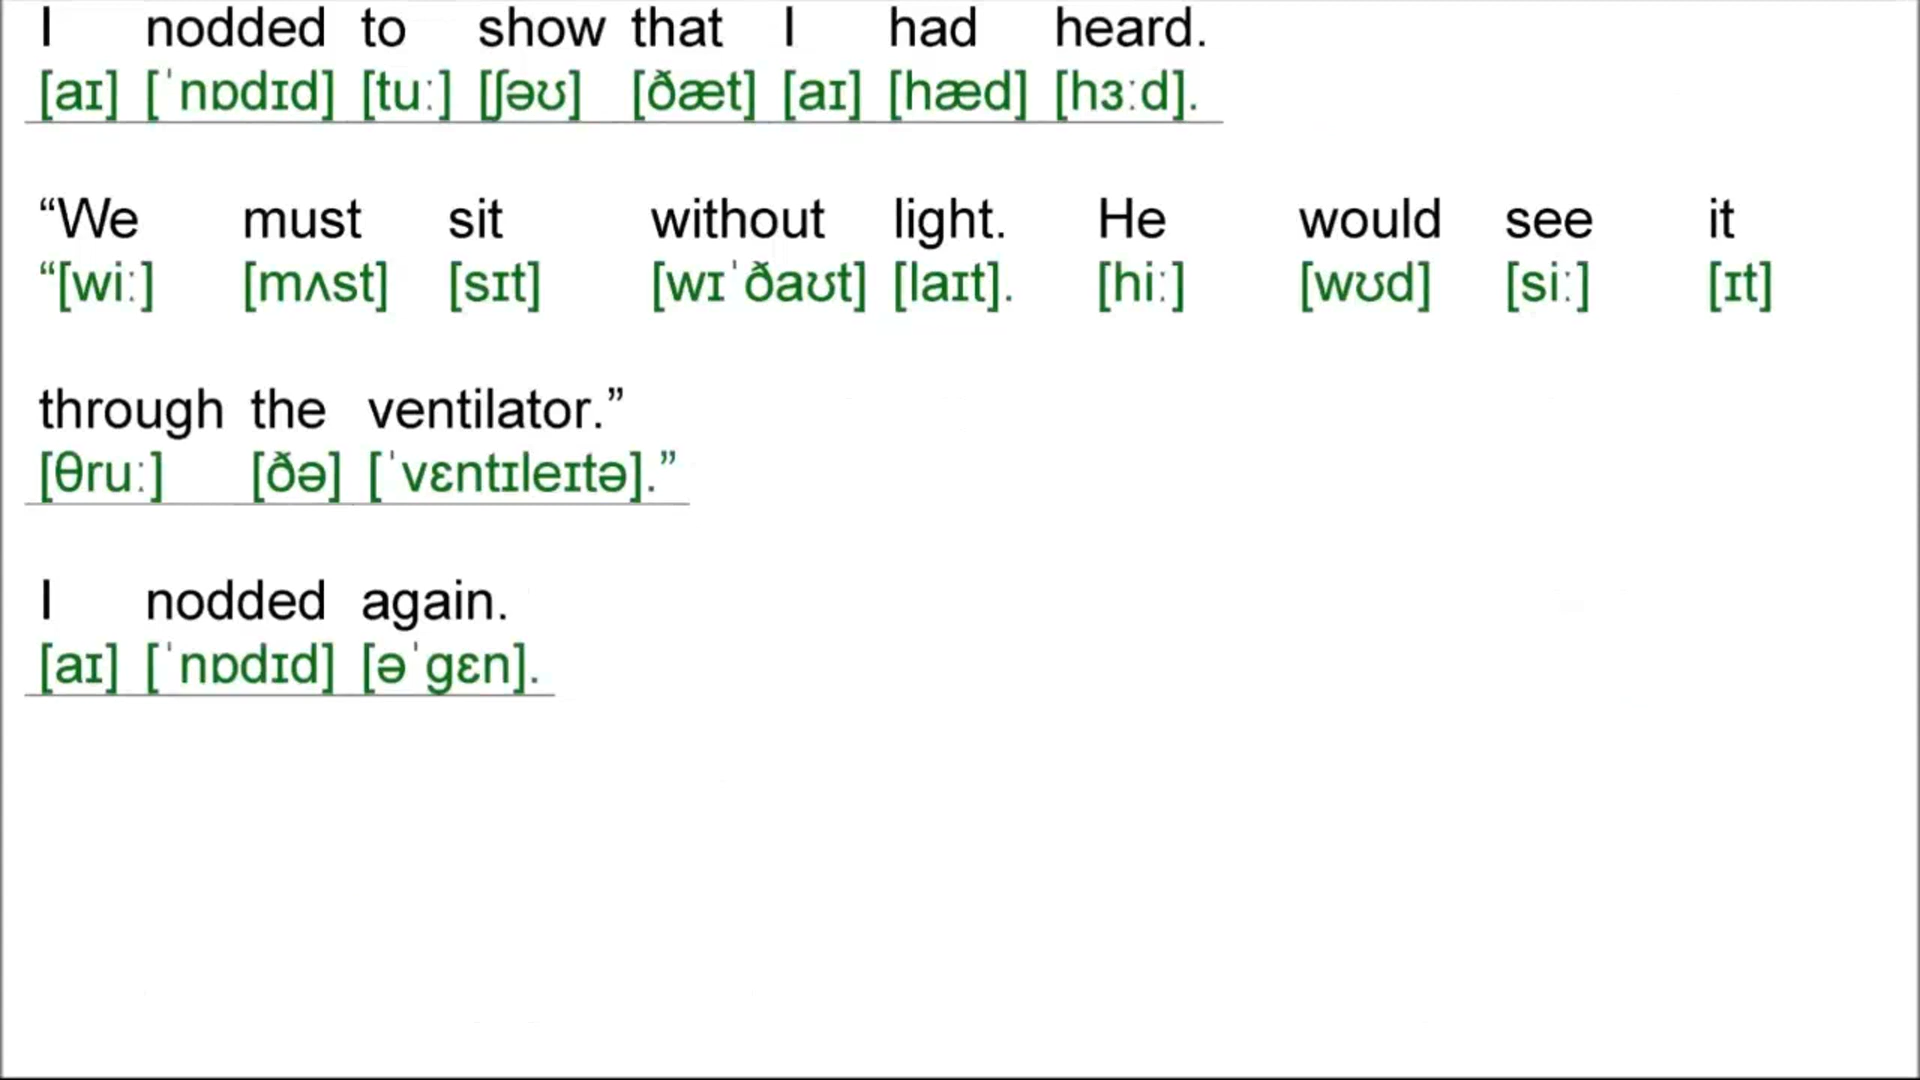 I nodded to show that I had heard.
[aɪ] [ˈnɒdɪd] [tuː] [ʃəʊ] [ðæt] [aɪ] [hæd] [hɜːd].
“We must sit without light. He would see it
“[wiː] [mʌst] [sɪt] [wɪˈðaʊt] [laɪt]. [hiː] [wʊd] [siː] [ɪt]
through the ventilator.”
[θruː] [ðə] [ˈvɛntɪleɪtə].”
I nodded again.
[aɪ] [ˈnɒdɪd] [əˈgɛn].